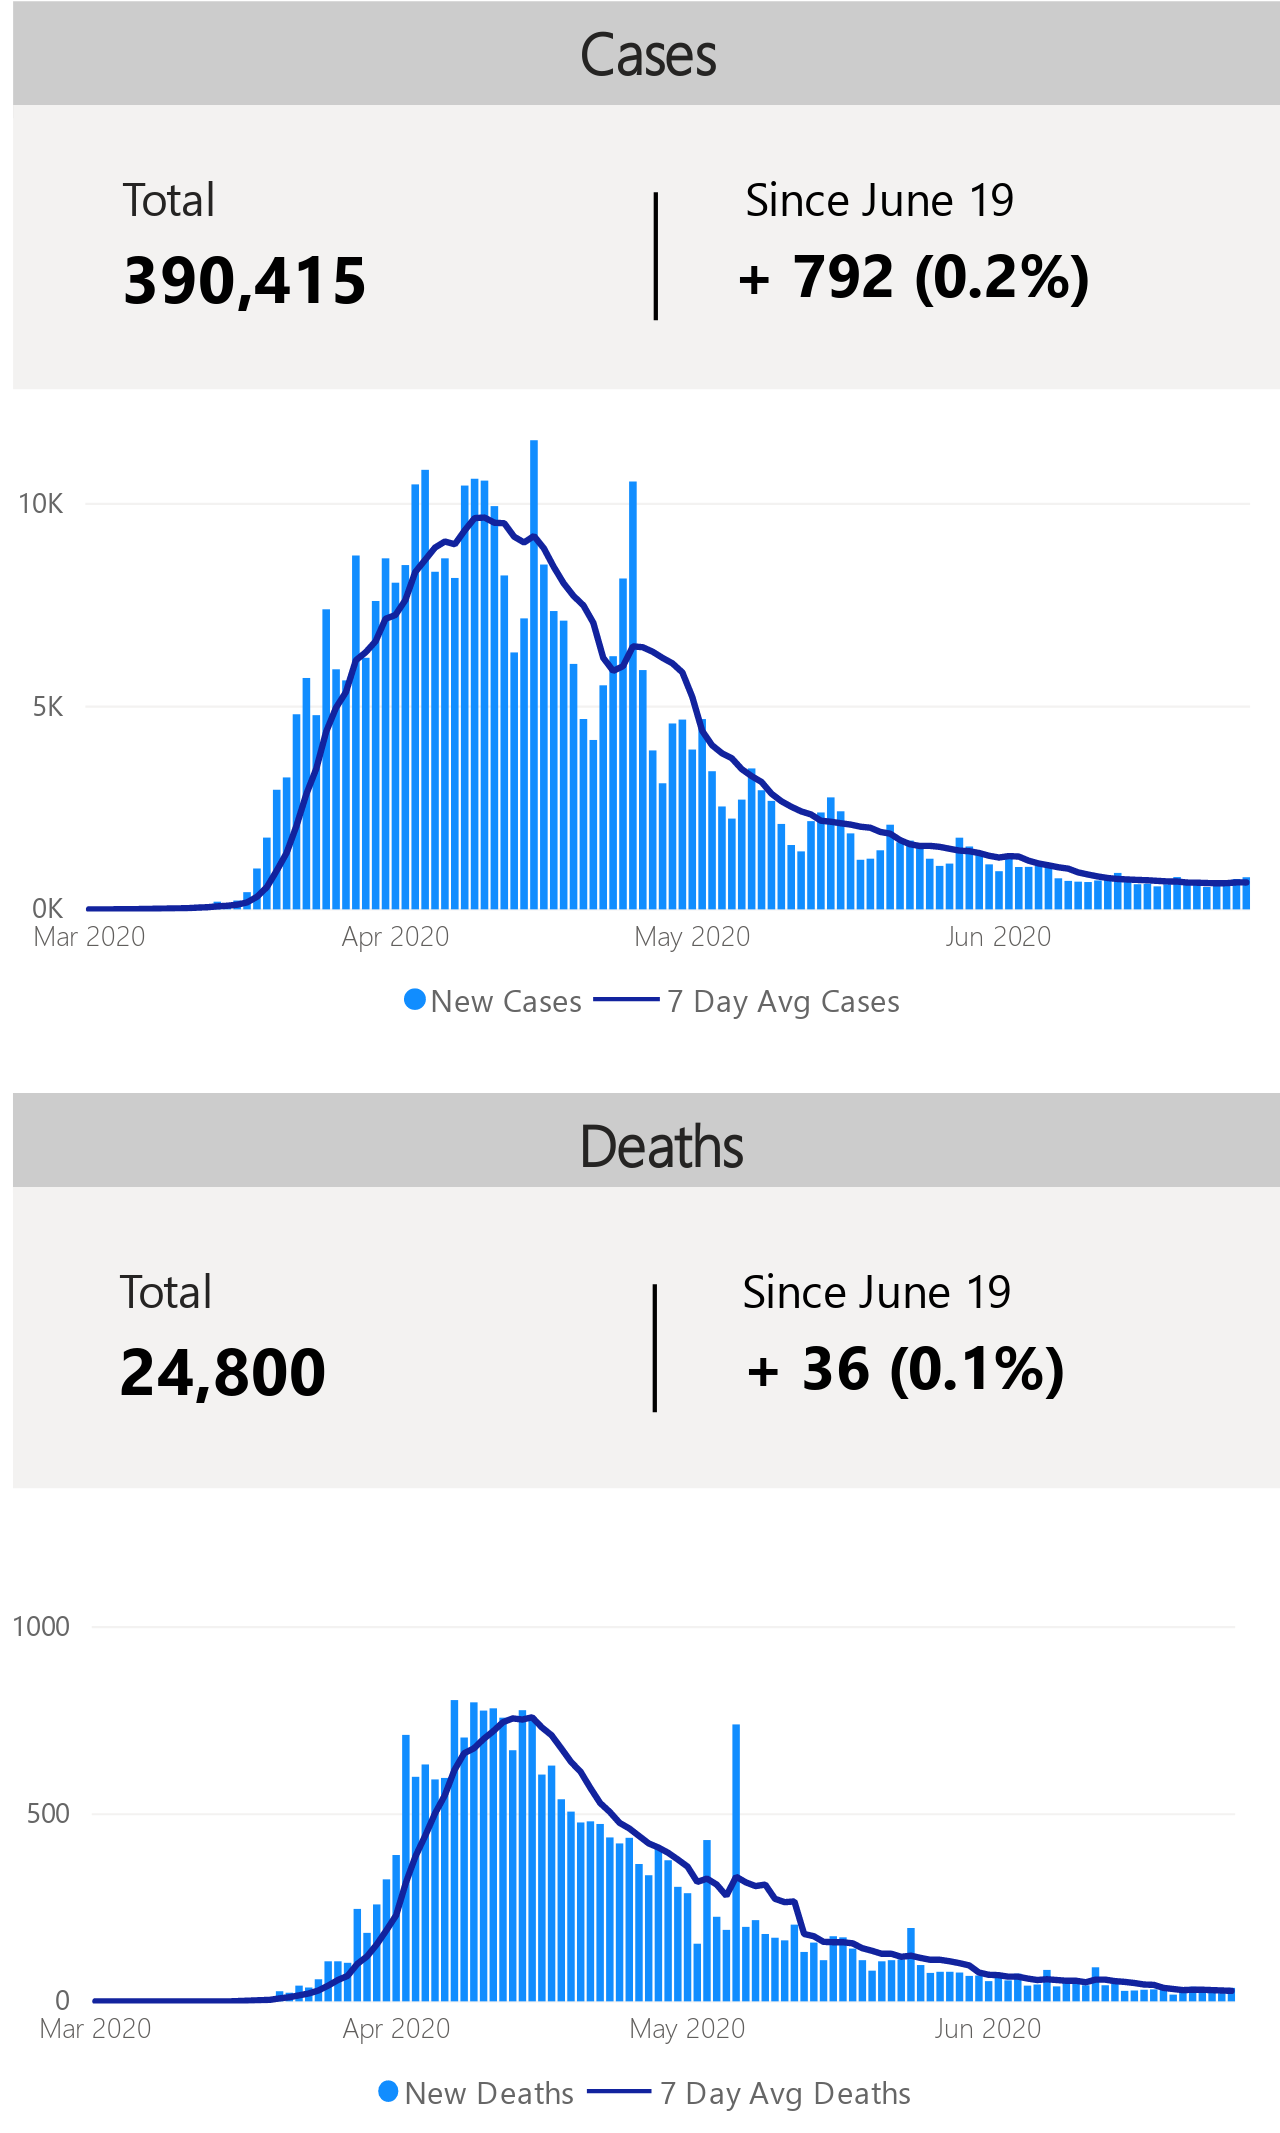 Cases
Total
Since June 19
390,415
+ 792 (0.2%)
10K
5K
0K
Mar 2020 Apr 2020 May 2020 Jun 2020
New Cases 7 Day Avg Cases
Deaths
Total
Since June 19
24,800
+ 36 (0.1%)
1000
500
0
Mar 2020 Apr 2020 May 2020 Jun 2020
New Deaths 7 Day Avg Deaths